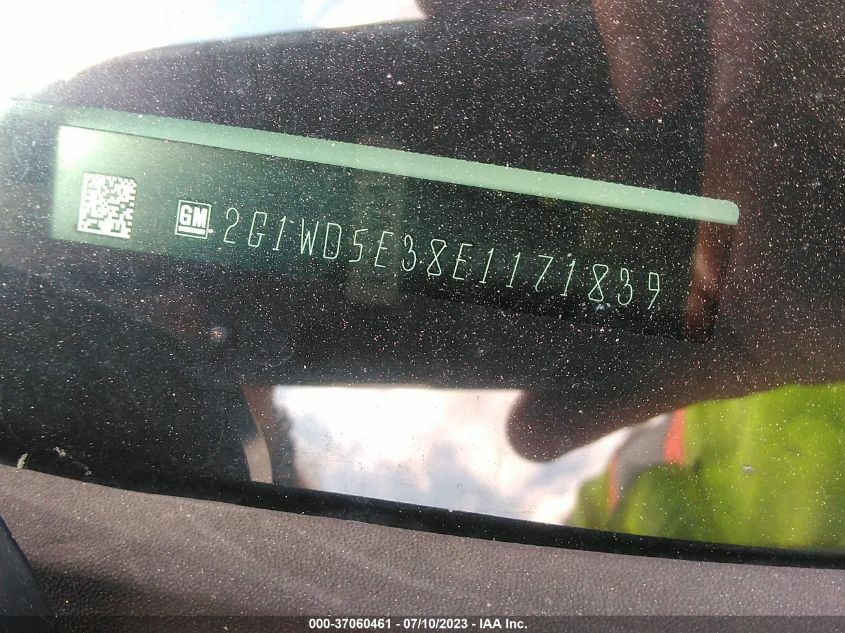 GM 2G1WD5E38E1171839
000-37060461 - 07/10/2023 - IAA Inc.